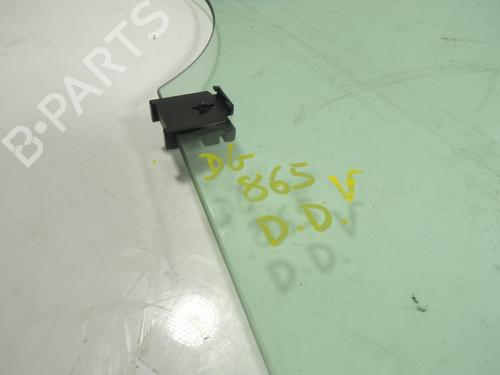 B-PARTS
DG
865 V
D.D.